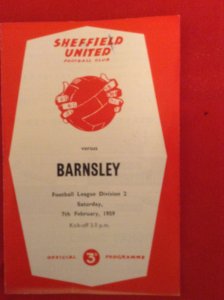 SHEFFIELD
UNITED
FOOTBALL CLUB
versus
BARNSLEY
Football League Division 2
Saturday,
7th February, 1959
Kick-off 3.0 p.m.
OFFICIAL 3D PROGRAMME